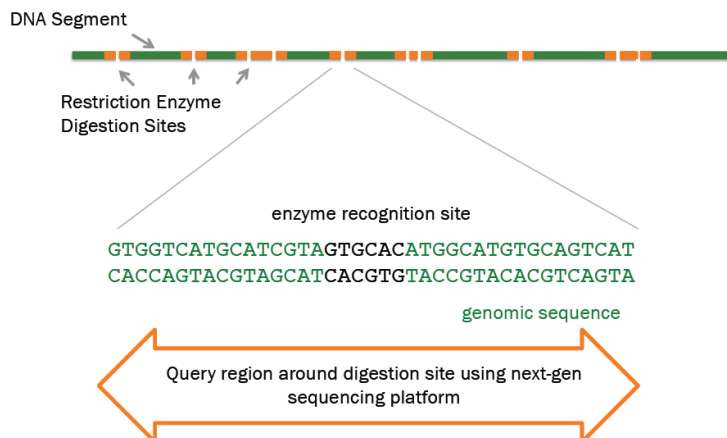 DNA Segment
Restriction Enzyme
Digestion Sites
enzyme recognition site
GTGGTCATGCATCGTAGTGCACATGGCATGTGCAGTCAT
CACCAGTACGTAGCATCACGTGTACCGTACACGTCAGTA
genomic sequence
Query region around digestion site using next-gen
sequencing platform